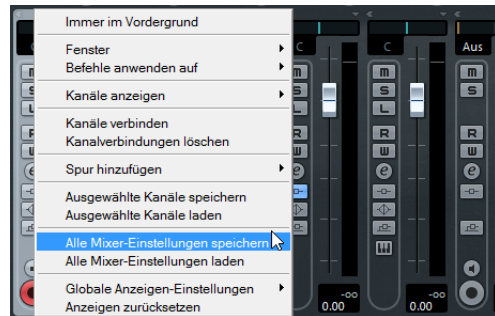 Immer im Vordergrund
Fenster
Befehle anwenden auf
Kanäle anzeigen
Kanäle verbinden
Kanalverbindungen löschen
Spur hinzufügen
Ausgewählte Kanäle speichern
Ausgewählte Kanäle laden
Alle Mixer-Einstellungen speichern
Alle Mixer-Einstellungen laden
Globale Anzeigen-Einstellungen
Anzeigen zurücksetzen
C C Aus
m m m
S S S
L L
R R R
W W W
e e e
-oo -oo
0.00 0.00